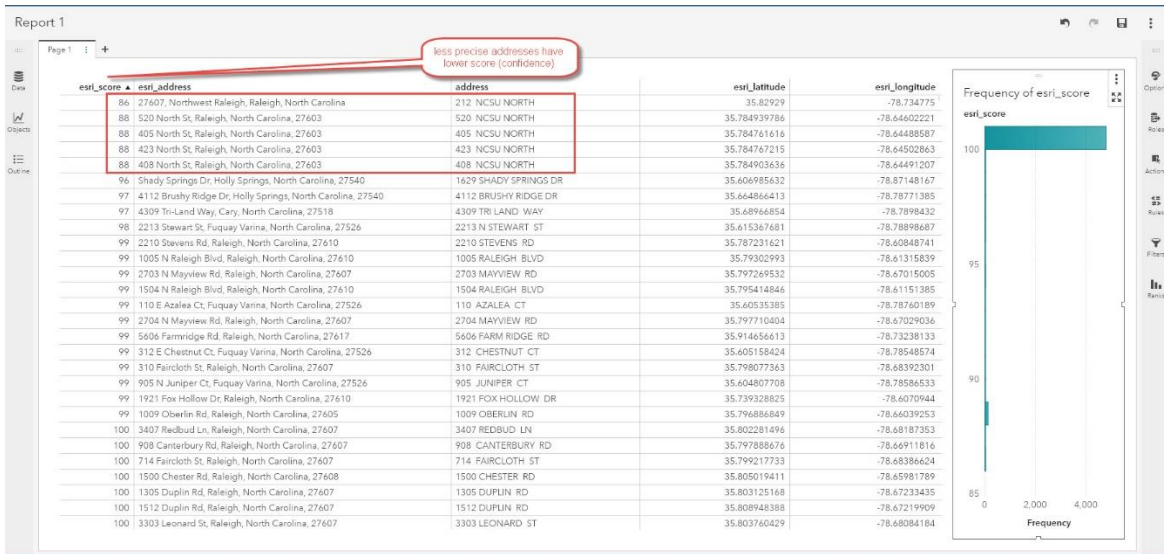 Report 1
Page 1 +
less precise addresses have
lower score (confidence)
Data
Objects
Outline
esri_score esri_address address esri_latitude esri_longitude
86 27607, Northwest Raleigh, Raleigh, North Carolina 212 NCSU NORTH 35.82929 -78.734775
88 520 North St, Raleigh, North Carolina, 27603 520 NCSU NORTH 35.784939786 -78.64602221
88 405 North St, Raleigh, North Carolina, 27603 405 NCSU NORTH 35.784761616 -78.64488587
88 423 North St, Raleigh, North Carolina, 27603 423 NCSU NORTH 35.784767215 -78.64502863
88 408 North St, Raleigh, North Carolina, 27603 408 NCSU NORTH 35.784903636 -78.64491207
96 Shady Springs Dr, Holly Springs, North Carolina, 27540 1629 SHADY SPRINGS DR 35.606985632 -78.87148167
97 4112 Brushy Ridge Dr, Holly Springs, North Carolina, 27540 4112 BRUSHY RIDGE DR 35.664866413 -78.78771385
97 4309 Tri-Land Way, Cary, North Carolina, 27518 4309 TRI LAND WAY 35.68966854 -78.7898432
98 2213 Stewart St, Fuquay Varina, North Carolina, 27526 2213 N STEWART ST 35.615367681 -78.78898687
99 2210 Stevens Rd, Raleigh, North Carolina, 27610 2210 STEVENS RD 35.787231621 -78.60848741
99 1005 N Raleigh Blvd, Raleigh, North Carolina, 27610 1005 RALEIGH BLVD 35.79302993 -78.61315839
99 2703 N Mayview Rd, Raleigh, North Carolina, 27607 2703 MAYVIEW RD 35.797269532 -78.67015005
99 1504 N Raleigh Blvd, Raleigh, North Carolina, 27610 1504 RALEIGH BLVD 35.795414846 -78.61151385
99 110 E Azalea Ct, Fuquay Varina, North Carolina, 27526 110 AZALEA CT 35.60535385 -78.78760189
99 2704 N Mayview Rd, Raleigh, North Carolina, 27607 2704 MAYVIEW RD 35.797710404 -78.67029036
99 5606 Farmridge Rd, Raleigh, North Carolina, 27617 5606 FARM RIDGE RD 35.914656613 -78.73238133
99 312 E Chestnut Ct, Fuquay Varina, North Carolina, 27526 312 CHESTNUT CT 35.605158424 -78.78548574
99 310 Faircloth St, Raleigh, North Carolina, 27607 310 FAIRCLOTH ST 35.798077363 -78.68392301
99 905 N Juniper Ct, Fuquay Varina, North Carolina, 27526 905 JUNIPER CT 35.604807708 -78.78586533
99 1921 Fox Hollow Dr, Raleigh, North Carolina, 27610 1921 FOX HOLLOW DR 35.739328825 -78.6070944
99 1009 Oberlin Rd, Raleigh, North Carolina, 27605 1009 OBERLIN RD 35.796886849 -78.66039253
100 3407 Redbud Ln, Raleigh, North Carolina, 27607 3407 REDBUD LN 35.802281496 -78.68187353
100 908 Canterbury Rd, Raleigh, North Carolina, 27607 908 CANTERBURY RD 35.797888676 -78.66911816
100 714 Faircloth St, Raleigh, North Carolina, 27607 714 FAIRCLOTH ST 35.799217733 -78.68386624
100 1500 Chester Rd, Raleigh, North Carolina, 27608 1500 CHESTER RD 35.805019411 -78.65981789
100 1305 Duplin Rd, Raleigh, North Carolina, 27607 1305 DUPLIN RD 35.803125168 -78.67233435
100 1512 Duplin Rd, Raleigh, North Carolina, 27607 1512 DUPLIN RD 35.808948388 -78.67219909
100 3303 Leonard St, Raleigh, North Carolina, 27607 3303 LEONARD ST 35.803760429 -78.68084184
Frequency of esri_score
esri_score
100
95
90
85
0 2,000 4,000
Frequency
Option
Roles
Action
Rules
Filters
Ranks